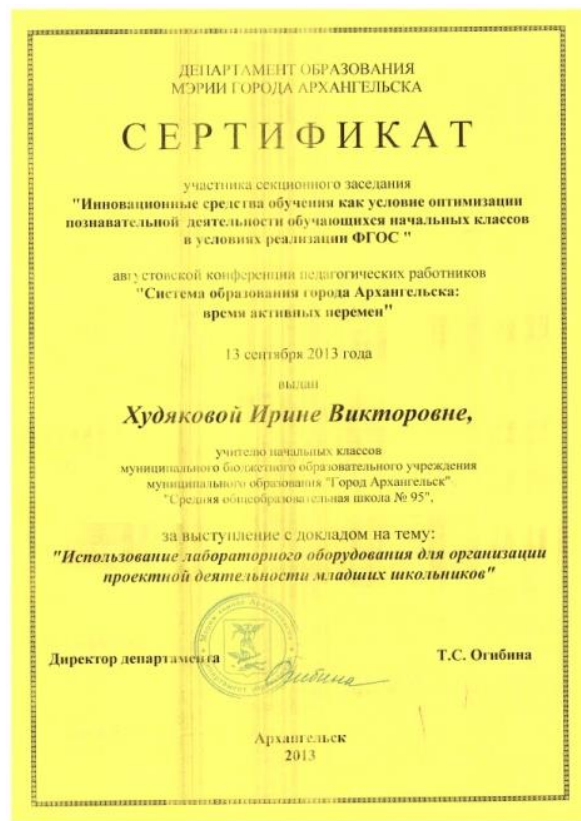 ДЕПАРТАМЕНТ ОБРАЗОВАНИЯ
МЭРИИ ГОРОДА АРХАНГЕЛЬСКА
СЕРТИФИКАТ
участника секционного заседания
"Инновационные средства обучения как условие оптимизации
познавательной деятельности обучающихся начальных классов
в условиях реализации ФГОС "
августовской конференции педагогических работников
"Система образования города Архангельска:
время активных перемен"
13 сентября 2013 года
выдан
Худяковой Ирине Викторовне,
учителю начальных классов
муниципального бюджетного образовательного учреждения
муниципального образования "Город Архангельск"
"Средняя общеобразовательная школа № 95",
за выступление с докладом на тему:
"Использование лабораторного оборудования для организации
проектной деятельности младших школьников"
Директор департамента
Т.С. Огибина
Архангельск
2013